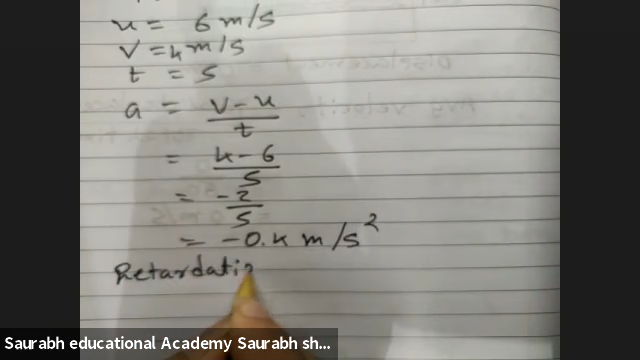 u = 6 m/s
v = 4 m/s
t = 5
a = v - u / t
= 4 - 6 / 5
= -2 / 5
= -0.4 m/s²
Retardatio
Saurabh educational Academy Saurabh sh...